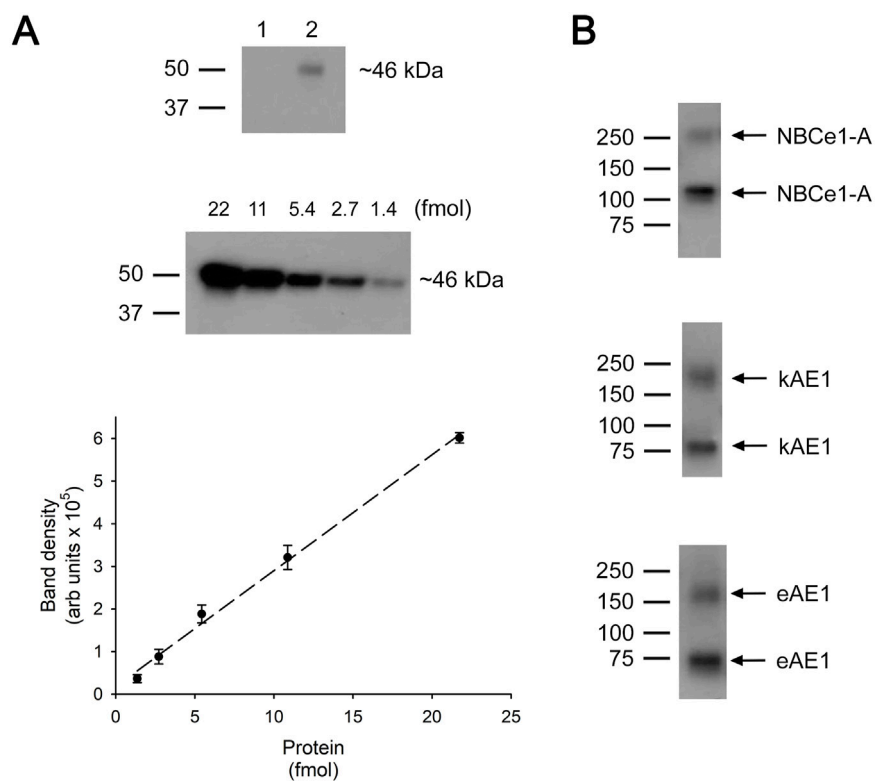 A
1 2
50
~46 kDa
37
22 11 5.4 2.7 1.4 (fmol)
50
~46 kDa
37
Band density
(arb units x 10⁵)
6
5
4
3
2
1
0
0 5 10 15 20 25
Protein
(fmol)
B
250
NBCe1-A
150
100
NBCe1-A
75
250
kAE1
150
100
75
kAE1
250
eAE1
150
100
75
eAE1